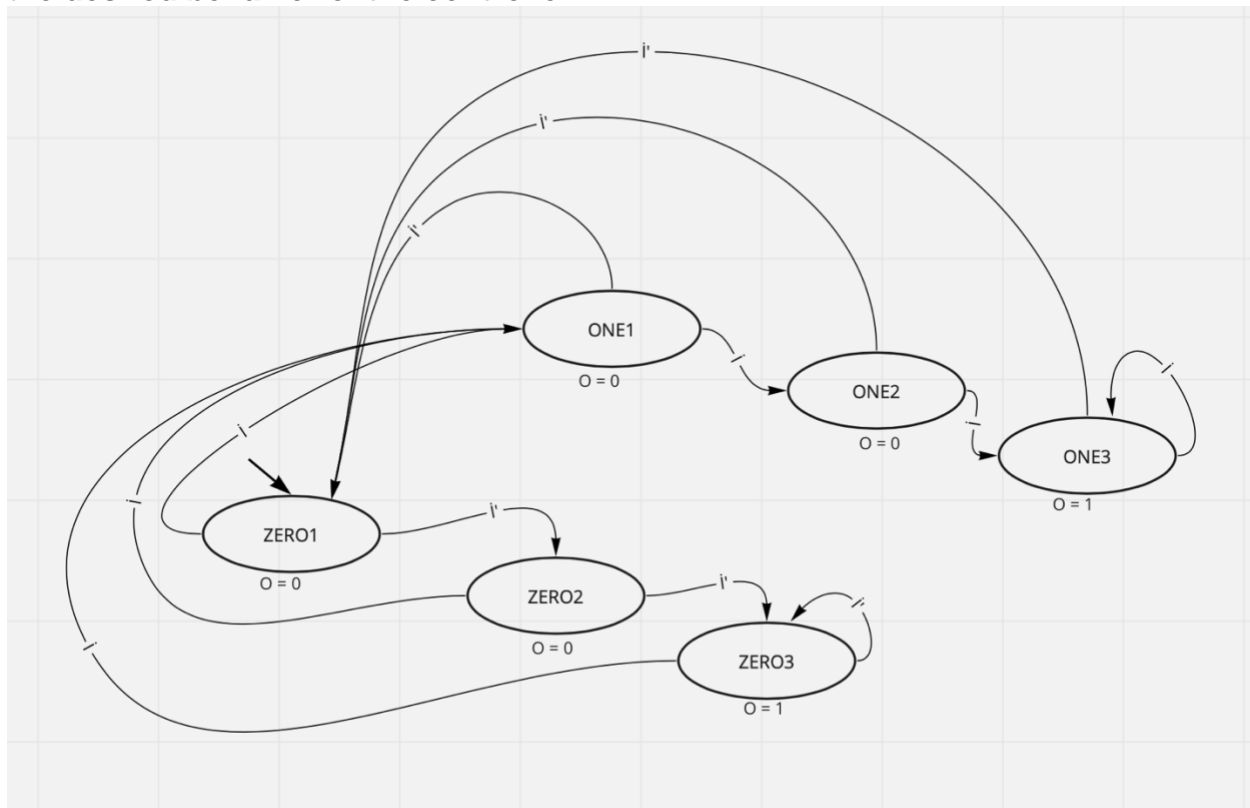 i'
i'
i'
ONE1
O = 0
i
ONE2
O = 0
i
i
ONE3
O = 1
i
i
ZERO1
O = 0
i'
ZERO2
O = 0
i'
i'
ZERO3
O = 1
i